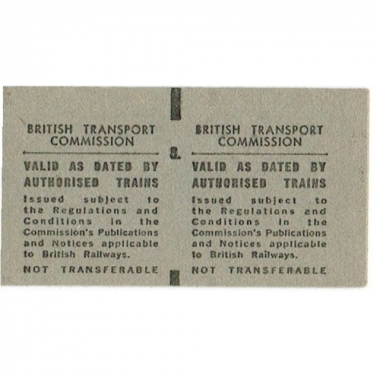 BRITISH TRANSPORT
COMMISSION
VALID AS DATED BY
AUTHORISED TRAINS
Issued subject to
the Regulations and
Conditions in the
Commission's Publications
and Notices applicable
to British Railways.
NOT TRANSFERABLE
8.
BRITISH TRANSPORT
COMMISSION
VALID AS DATED BY
AUTHORISED TRAINS
Issued subject to
the Regulations and
Conditions in the
Commission's Publications
and Notices applicable
to British Railways.
NOT TRANSFERABLE